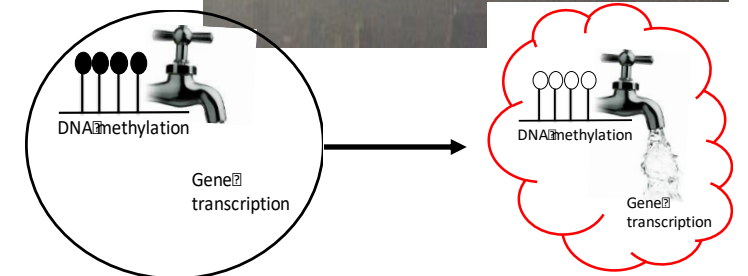 DNA methylation
Gene
transcription
DNA methylation
Gene
transcription